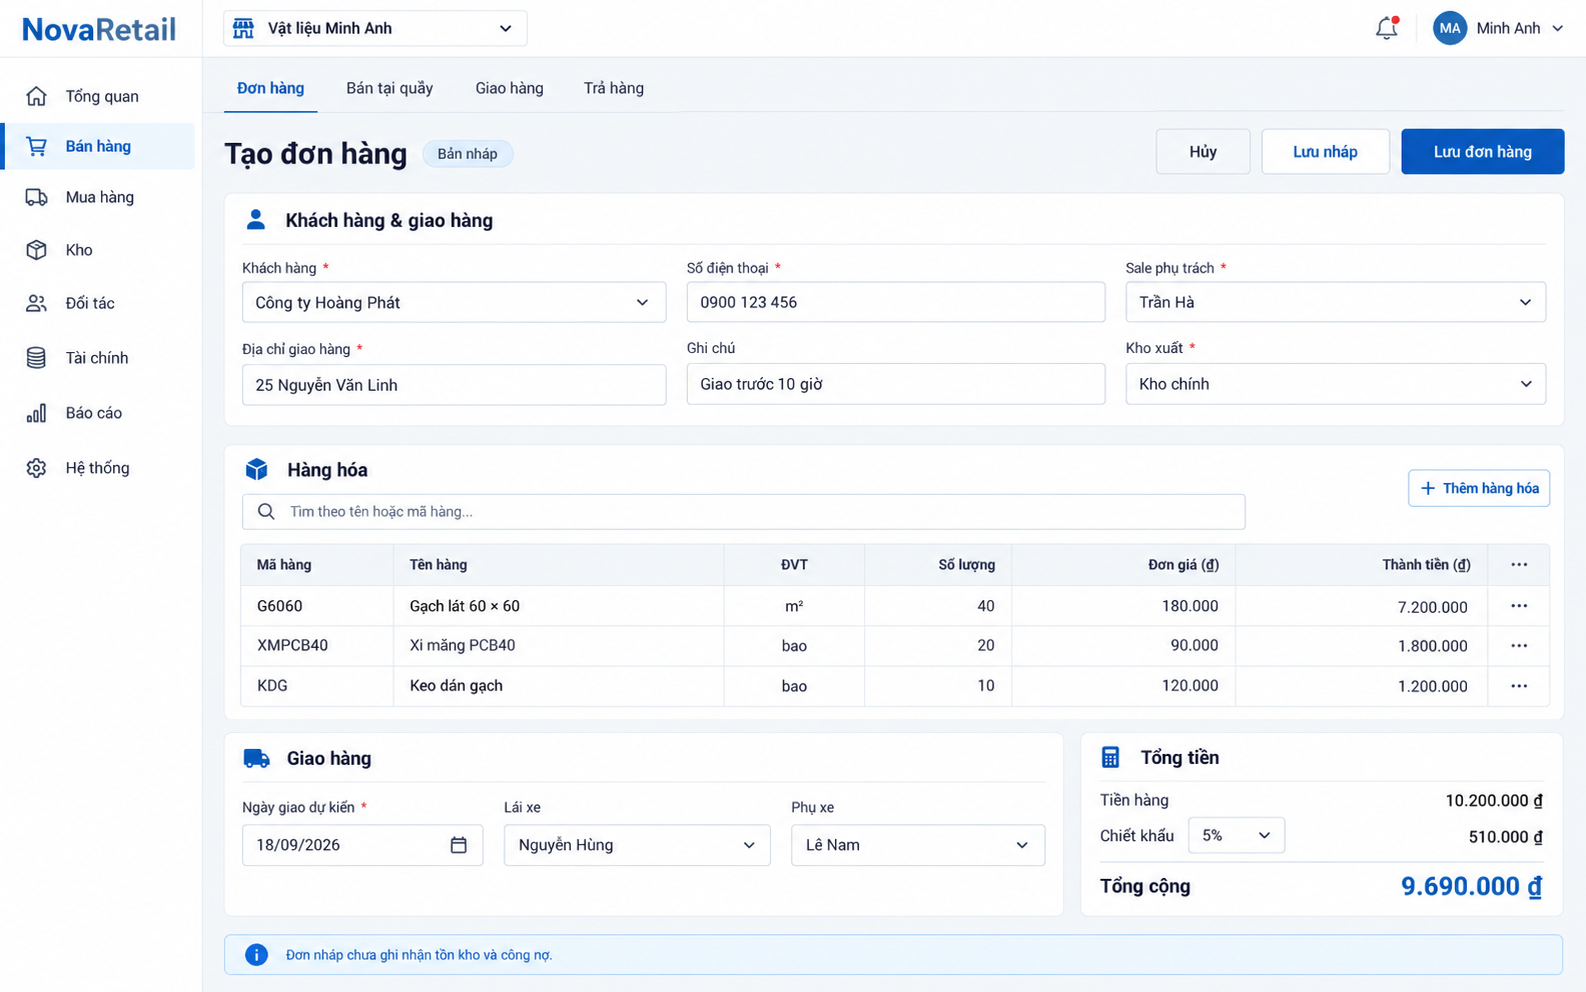 NovaRetail
Vật liệu Minh Anh
MA Minh Anh
Tổng quan
Bán hàng
Mua hàng
Kho
Đối tác
Tài chính
Báo cáo
Hệ thống
Đơn hàng Bán tại quầy Giao hàng Trả hàng
Tạo đơn hàng Bản nháp
Hủy Lưu nháp Lưu đơn hàng
Khách hàng & giao hàng
Khách hàng * Số điện thoại * Sale phụ trách *
Công ty Hoàng Phát 0900 123 456 Trần Hà
Địa chỉ giao hàng * Ghi chú Kho xuất *
25 Nguyễn Văn Linh Giao trước 10 giờ Kho chính
Hàng hóa
+ Thêm hàng hóa
Tìm theo tên hoặc mã hàng...
Mã hàng Tên hàng ĐVT Số lượng Đơn giá (₫) Thành tiền (₫) ...
G6060 Gạch lát 60 × 60 m² 40 180.000 7.200.000 ...
XMPCB40 Xi măng PCB40 bao 20 90.000 1.800.000 ...
KDG Keo dán gạch bao 10 120.000 1.200.000 ...
Giao hàng
Ngày giao dự kiến * Lái xe Phụ xe
18/09/2026 Nguyễn Hùng Lê Nam
Tổng tiền
Tiền hàng 10.200.000 ₫
Chiết khấu 5% 510.000 ₫
Tổng cộng 9.690.000 ₫
Đơn nháp chưa ghi nhận tồn kho và công nợ.